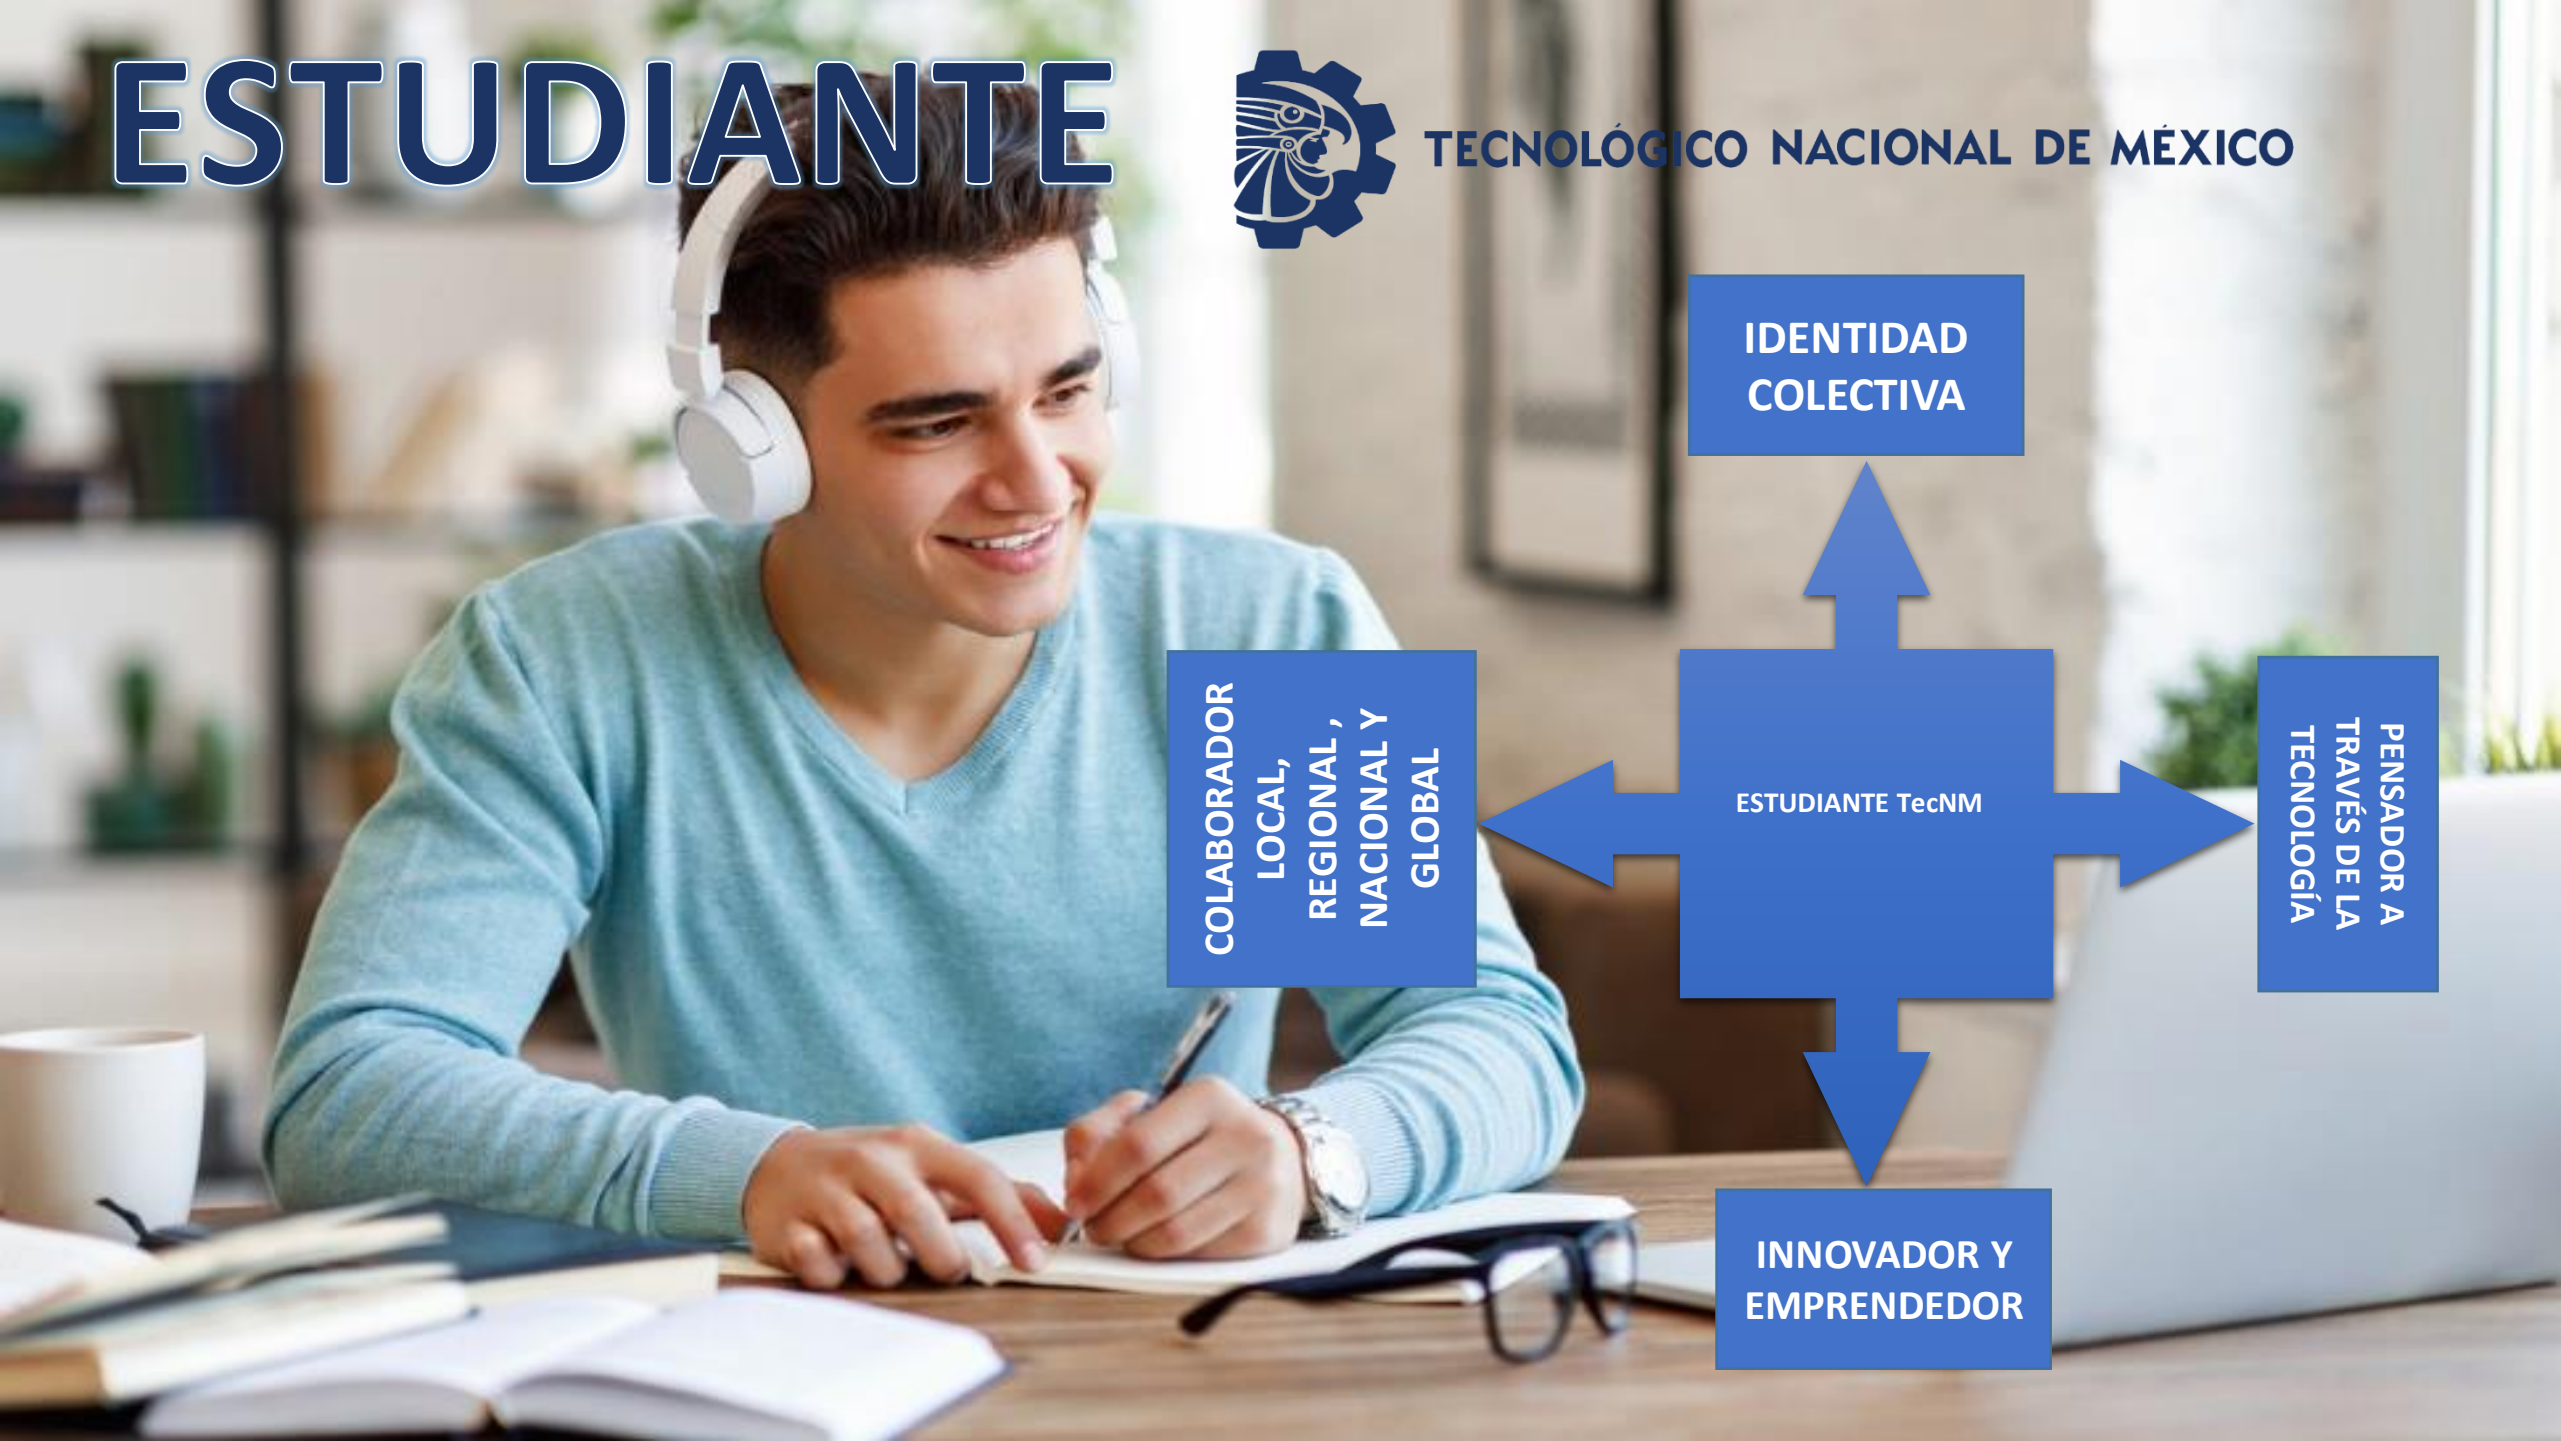 ESTUDIANTE
TECNOLÓGICO NACIONAL DE MÉXICO
IDENTIDAD
COLECTIVA
COLABORADOR
LOCAL,
REGIONAL ,
NACIONAL Y
GLOBAL
ESTUDIANTE TecNM
PENSADOR A
TRAVÉS DE LA
TECNOLOGÍA
INNOVADOR Y
EMPRENDEDOR